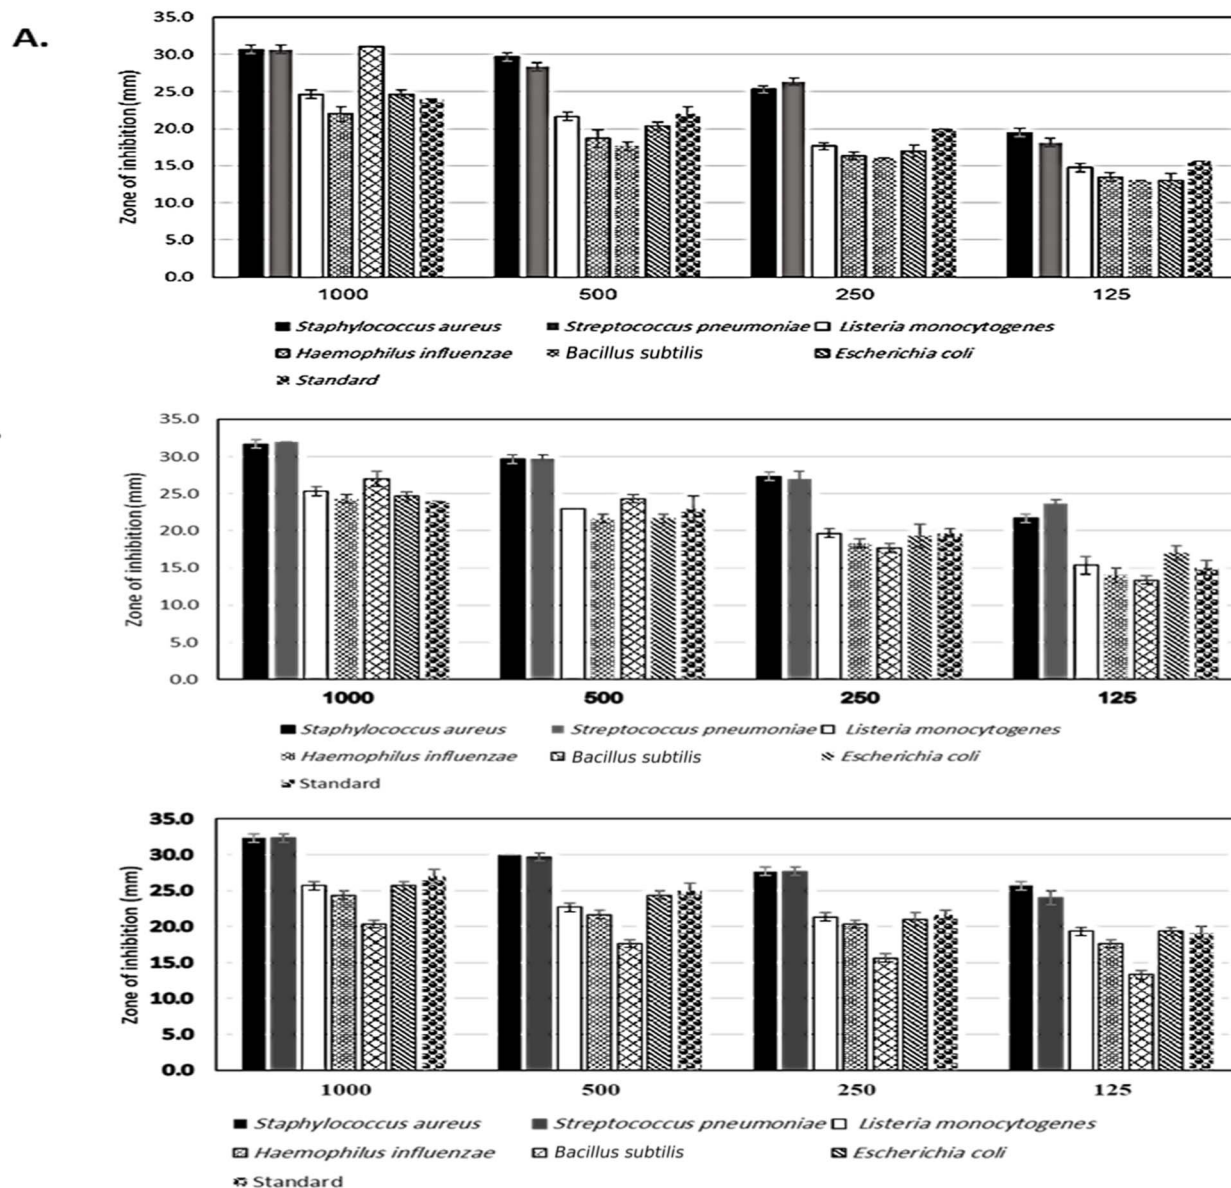 A.
Zone of inhibition (mm)
35.0
30.0
25.0
20.0
15.0
10.0
5.0
0.0
1000 500 250 125
Staphylococcus aureus Streptococcus pneumoniae Listeria monocytogenes
Haemophilus influenzae Bacillus subtilis Escherichia coli
Standard
Zone of inhibition (mm)
35.0
30.0
25.0
20.0
15.0
10.0
5.0
0.0
1000 500 250 125
Staphylococcus aureus Streptococcus pneumoniae Listeria monocytogenes
Haemophilus influenzae Bacillus subtilis Escherichia coli
Standard
Zone of inhibition (mm)
35.0
30.0
25.0
20.0
15.0
10.0
5.0
0.0
1000 500 250 125
Staphylococcus aureus Streptococcus pneumoniae Listeria monocytogenes
Haemophilus influenzae Bacillus subtilis Escherichia coli
Standard